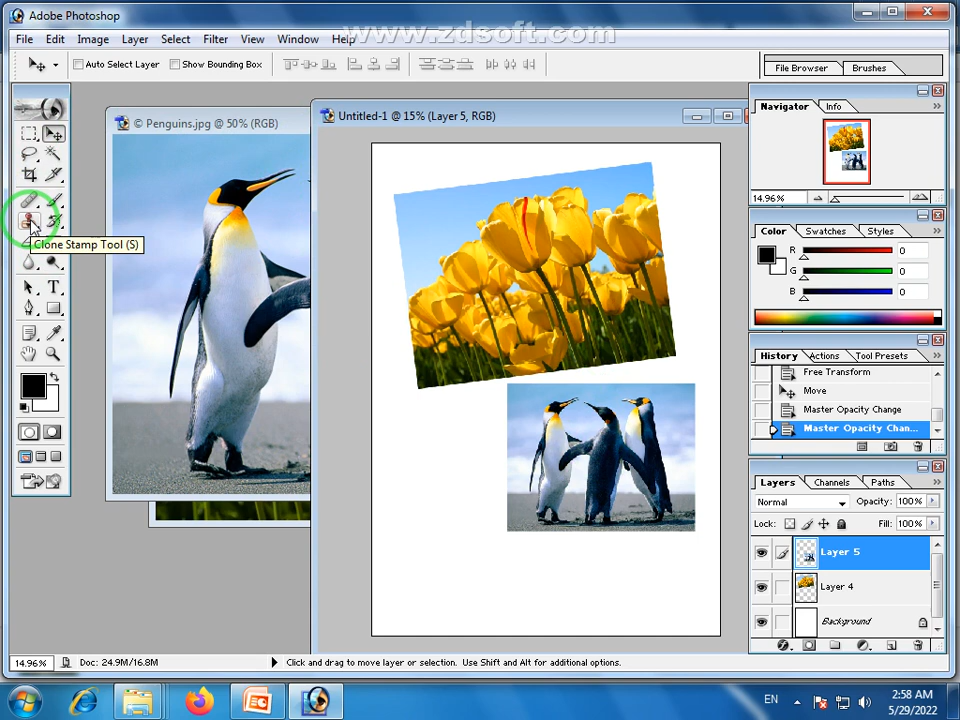 Adobe Photoshop
www.zdsoft.com
File Edit Image Layer Select Filter View Window Help
Auto Select Layer Show Bounding Box File Browser Brushes
© Penguins.jpg @ 50% (RGB)
Untitled-1 @ 15% (Layer 5, RGB)
Clone Stamp Tool (S)
T
Navigator Info
14.96%
Color Swatches Styles
R 0
G 0
B 0
History Actions Tool Presets
Free Transform
Move
Master Opacity Change
Master Opacity Chan...
Layers Channels Paths
Normal Opacity: 100%
Lock: Fill: 100%
Layer 5
Layer 4
Background
14.96% Doc: 24.9M/16.8M Click and drag to move layer or selection. Use Shift and Alt for additional options.
EN
2:58 AM
5/29/2022